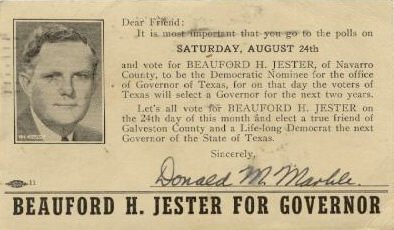 Dear Friend:
It is most important that you go to the polls on
SATURDAY, AUGUST 24th
and vote for BEAUFORD H. JESTER, of Navarro
County, to be the Democratic Nominee for the office
of Governor of Texas, for on that day the voters of
Texas will select a Governor for the next two years.
Let's all vote for BEAUFORD H. JESTER on
the 24th day of this month and elect a true friend of
Galveston County and a Life-long Democrat the next
Governor of the State of Texas.
Sincerely,
Donald M. Markle.
11
BEAUFORD H. JESTER FOR GOVERNOR